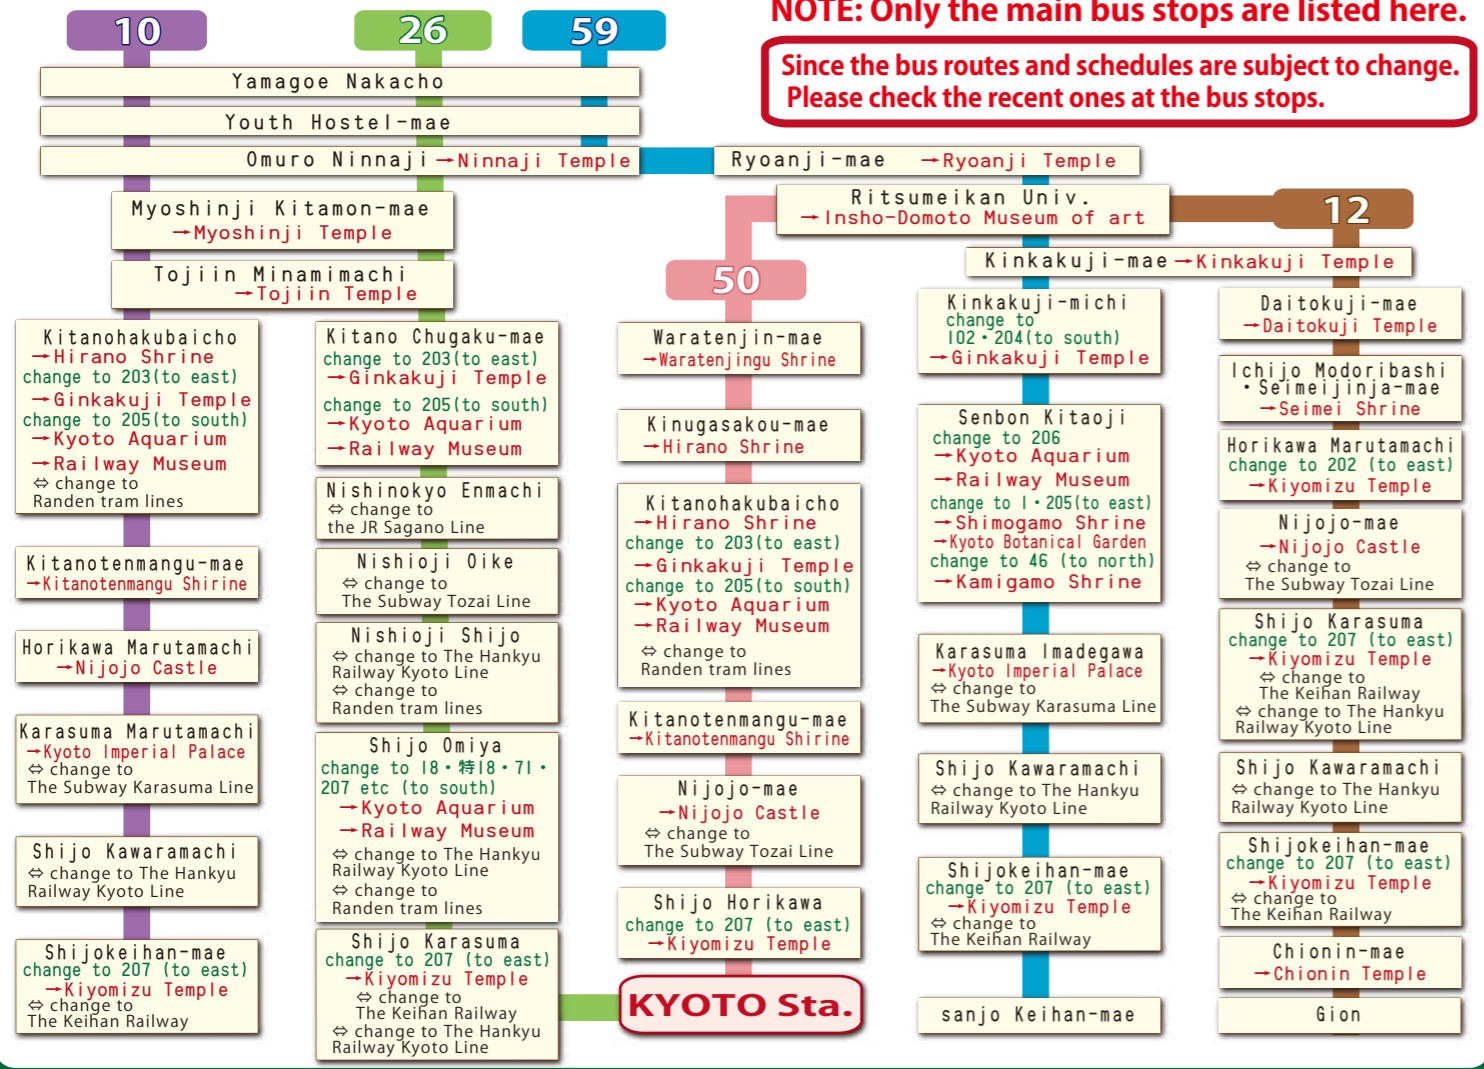 NOTE: Only the main bus stops are listed here.
Since the bus routes and schedules are subject to change.
Please check the recent ones at the bus stops.
10
26
59
Yamagoe Nakacho
Youth Hostel-mae
Omuro Ninnaji →Ninnaji Temple
Ryoanji-mae →Ryoanji Temple
Myoshinji Kitamon-mae
→Myoshinji Temple
Tojiin Minamimachi
→Tojiin Temple
Ritsumeikan Univ.
→Insho-Domoto Museum of art
12
50
Kinkakuji-mae →Kinkakuji Temple
Kitanohakubaicho
→Hirano Shrine
change to 203(to east)
→Ginkakuji Temple
change to 205(to south)
→Kyoto Aquarium
→Railway Museum
⇔ change to
Randen tram lines
Kitanotenmangu-mae
→Kitanotenmangu Shirine
Horikawa Marutamachi
→Nijojo Castle
Karasuma Marutamachi
→Kyoto Imperial Palace
⇔ change to
The Subway Karasuma Line
Shijo Kawaramachi
⇔ change to The Hankyu
Railway Kyoto Line
Shijokeihan-mae
change to 207 (to east)
→Kiyomizu Temple
⇔ change to
The Keihan Railway
Kitano Chugaku-mae
change to 203(to east)
→Ginkakuji Temple
change to 205(to south)
→Kyoto Aquarium
→Railway Museum
Nishinokyo Enmachi
⇔ change to
the JR Sagano Line
Nishioji Oike
⇔ change to
The Subway Tozai Line
Nishioji Shijo
⇔ change to The Hankyu
Railway Kyoto Line
⇔ change to
Randen tram lines
Shijo Omiya
change to 18・特18・71・
207 etc (to south)
→Kyoto Aquarium
→Railway Museum
⇔ change to The Hankyu
Railway Kyoto Line
⇔ change to
Randen tram lines
Shijo Karasuma
change to 207 (to east)
→Kiyomizu Temple
⇔ change to
The Keihan Railway
⇔ change to The Hankyu
Railway Kyoto Line
Waratenjin-mae
→Waratenjingu Shrine
Kinugasakou-mae
→Hirano Shrine
Kitanohakubaicho
→Hirano Shrine
change to 203(to east)
→Ginkakuji Temple
change to 205(to south)
→Kyoto Aquarium
→Railway Museum
⇔ change to
Randen tram lines
Kitanotenmangu-mae
→Kitanotenmangu Shirine
Nijojo-mae
→Nijojo Castle
⇔ change to
The Subway Tozai Line
Shijo Horikawa
change to 207 (to east)
→Kiyomizu Temple
KYOTO Sta.
Kinkakuji-michi
change to
102・204(to south)
→Ginkakuji Temple
Senbon Kitaoji
change to 206
→Kyoto Aquarium
→Railway Museum
change to 1・205(to east)
→Shimogamo Shrine
→Kyoto Botanical Garden
change to 46 (to north)
→Kamigamo Shrine
Karasuma Imadegawa
→Kyoto Imperial Palace
⇔ change to
The Subway Karasuma Line
Shijo Kawaramachi
⇔ change to The Hankyu
Railway Kyoto Line
Shijokeihan-mae
change to 207 (to east)
→Kiyomizu Temple
⇔ change to
The Keihan Railway
sanjo Keihan-mae
Daitokuji-mae
→Daitokuji Temple
Ichijo Modoribashi
・Seimeijinja-mae
→Seimei Shrine
Horikawa Marutamachi
change to 202 (to east)
→Kiyomizu Temple
Nijojo-mae
→Nijojo Castle
⇔ change to
The Subway Tozai Line
Shijo Karasuma
change to 207 (to east)
→Kiyomizu Temple
⇔ change to
The Keihan Railway
⇔ change to The Hankyu
Railway Kyoto Line
Shijo Kawaramachi
⇔ change to The Hankyu
Railway Kyoto Line
Shijokeihan-mae
change to 207 (to east)
→Kiyomizu Temple
⇔ change to
The Keihan Railway
Chionin-mae
→Chionin Temple
Gion